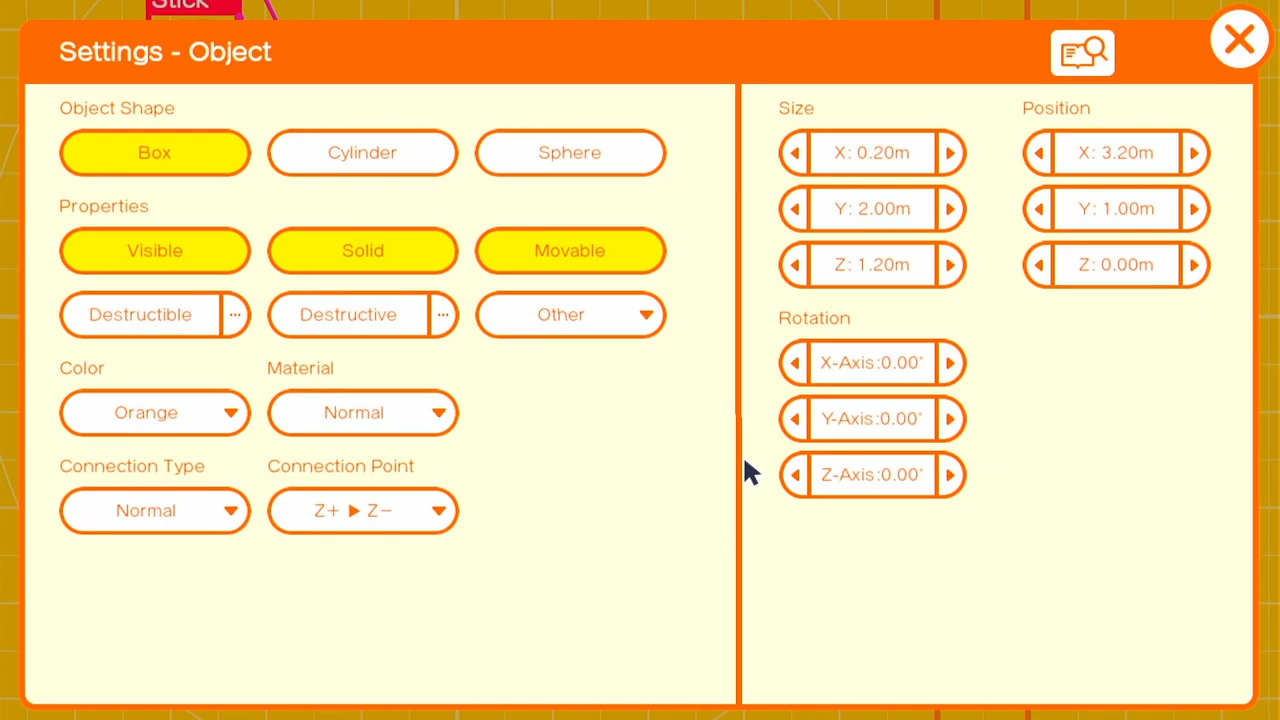 Stick
Settings - Object
Object Shape
Box
Cylinder
Sphere
Properties
Visible
Solid
Movable
Destructible ...
Destructive ...
Other
Color
Material
Orange
Normal
Connection Type
Connection Point
Normal
Z+ ▶ Z−
Size
X: 0.20m
Y: 2.00m
Z: 1.20m
Position
X: 3.20m
Y: 1.00m
Z: 0.00m
Rotation
X-Axis:0.00°
Y-Axis:0.00°
Z-Axis:0.00°